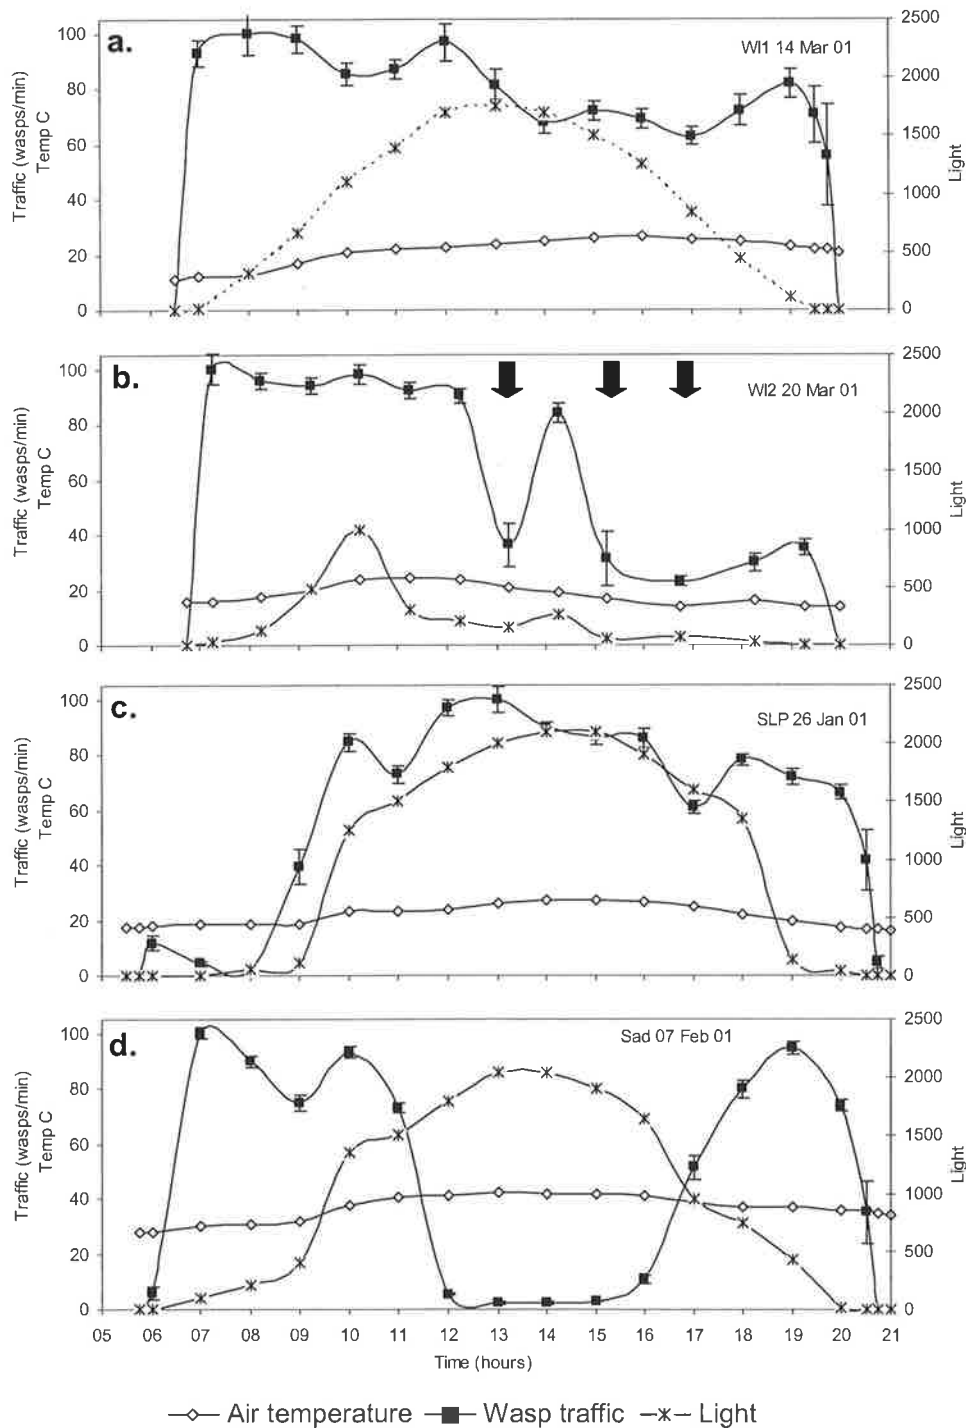 a.
WI1 14 Mar 01
Traffic (wasps/min)
Temp C
100
80
60
40
20
0
2500
2000
1500
1000
500
0
Light
b.
WI2 20 Mar 01
Traffic (wasps/min)
Temp C
100
80
60
40
20
0
2500
2000
1500
1000
500
0
Light
c.
SLP 26 Jan 01
Traffic (wasps/min)
Temp C
100
80
60
40
20
0
2500
2000
1500
1000
500
0
Light
d.
Sad 07 Feb 01
Traffic (wasps/min)
Temp C
100
80
60
40
20
0
2500
2000
1500
1000
500
0
Light
05 06 07 08 09 10 11 12 13 14 15 16 17 18 19 20 21
Time (hours)
Air temperature Wasp traffic Light